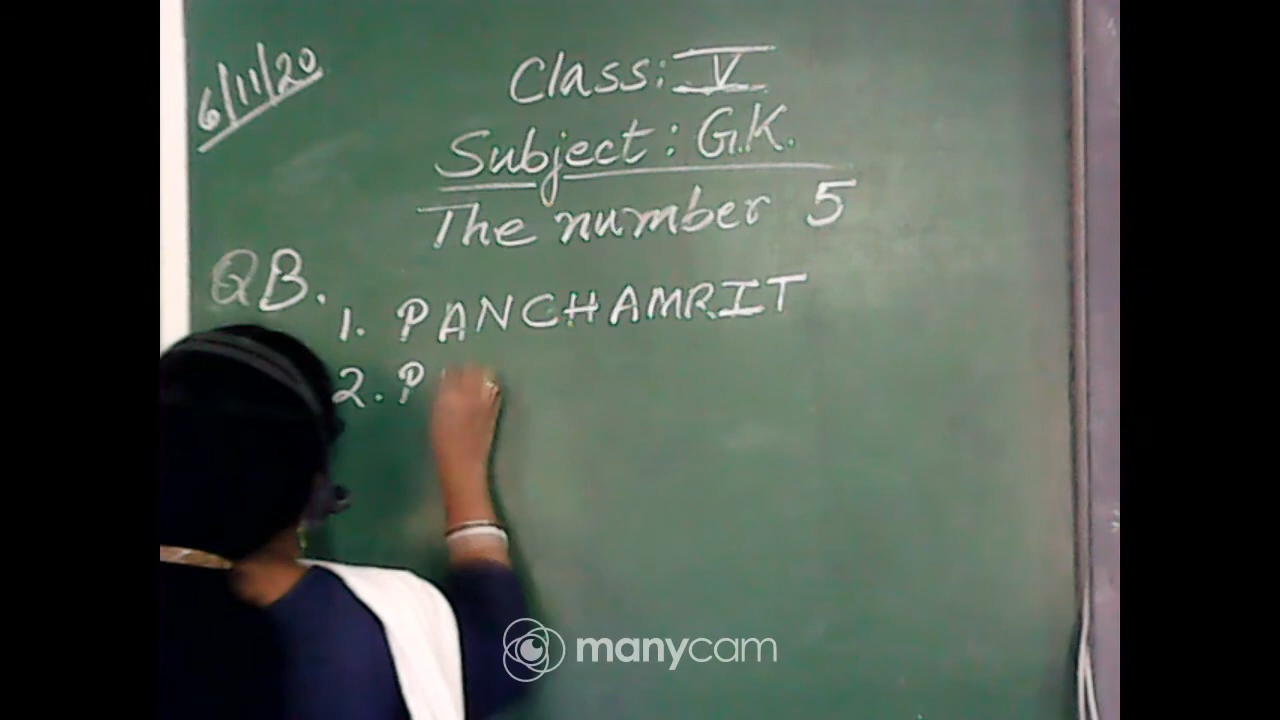 6/11/20
Class: V
Subject: G.K.
The number 5
QB.
1. PANCHAMRIT
2. P
manycam